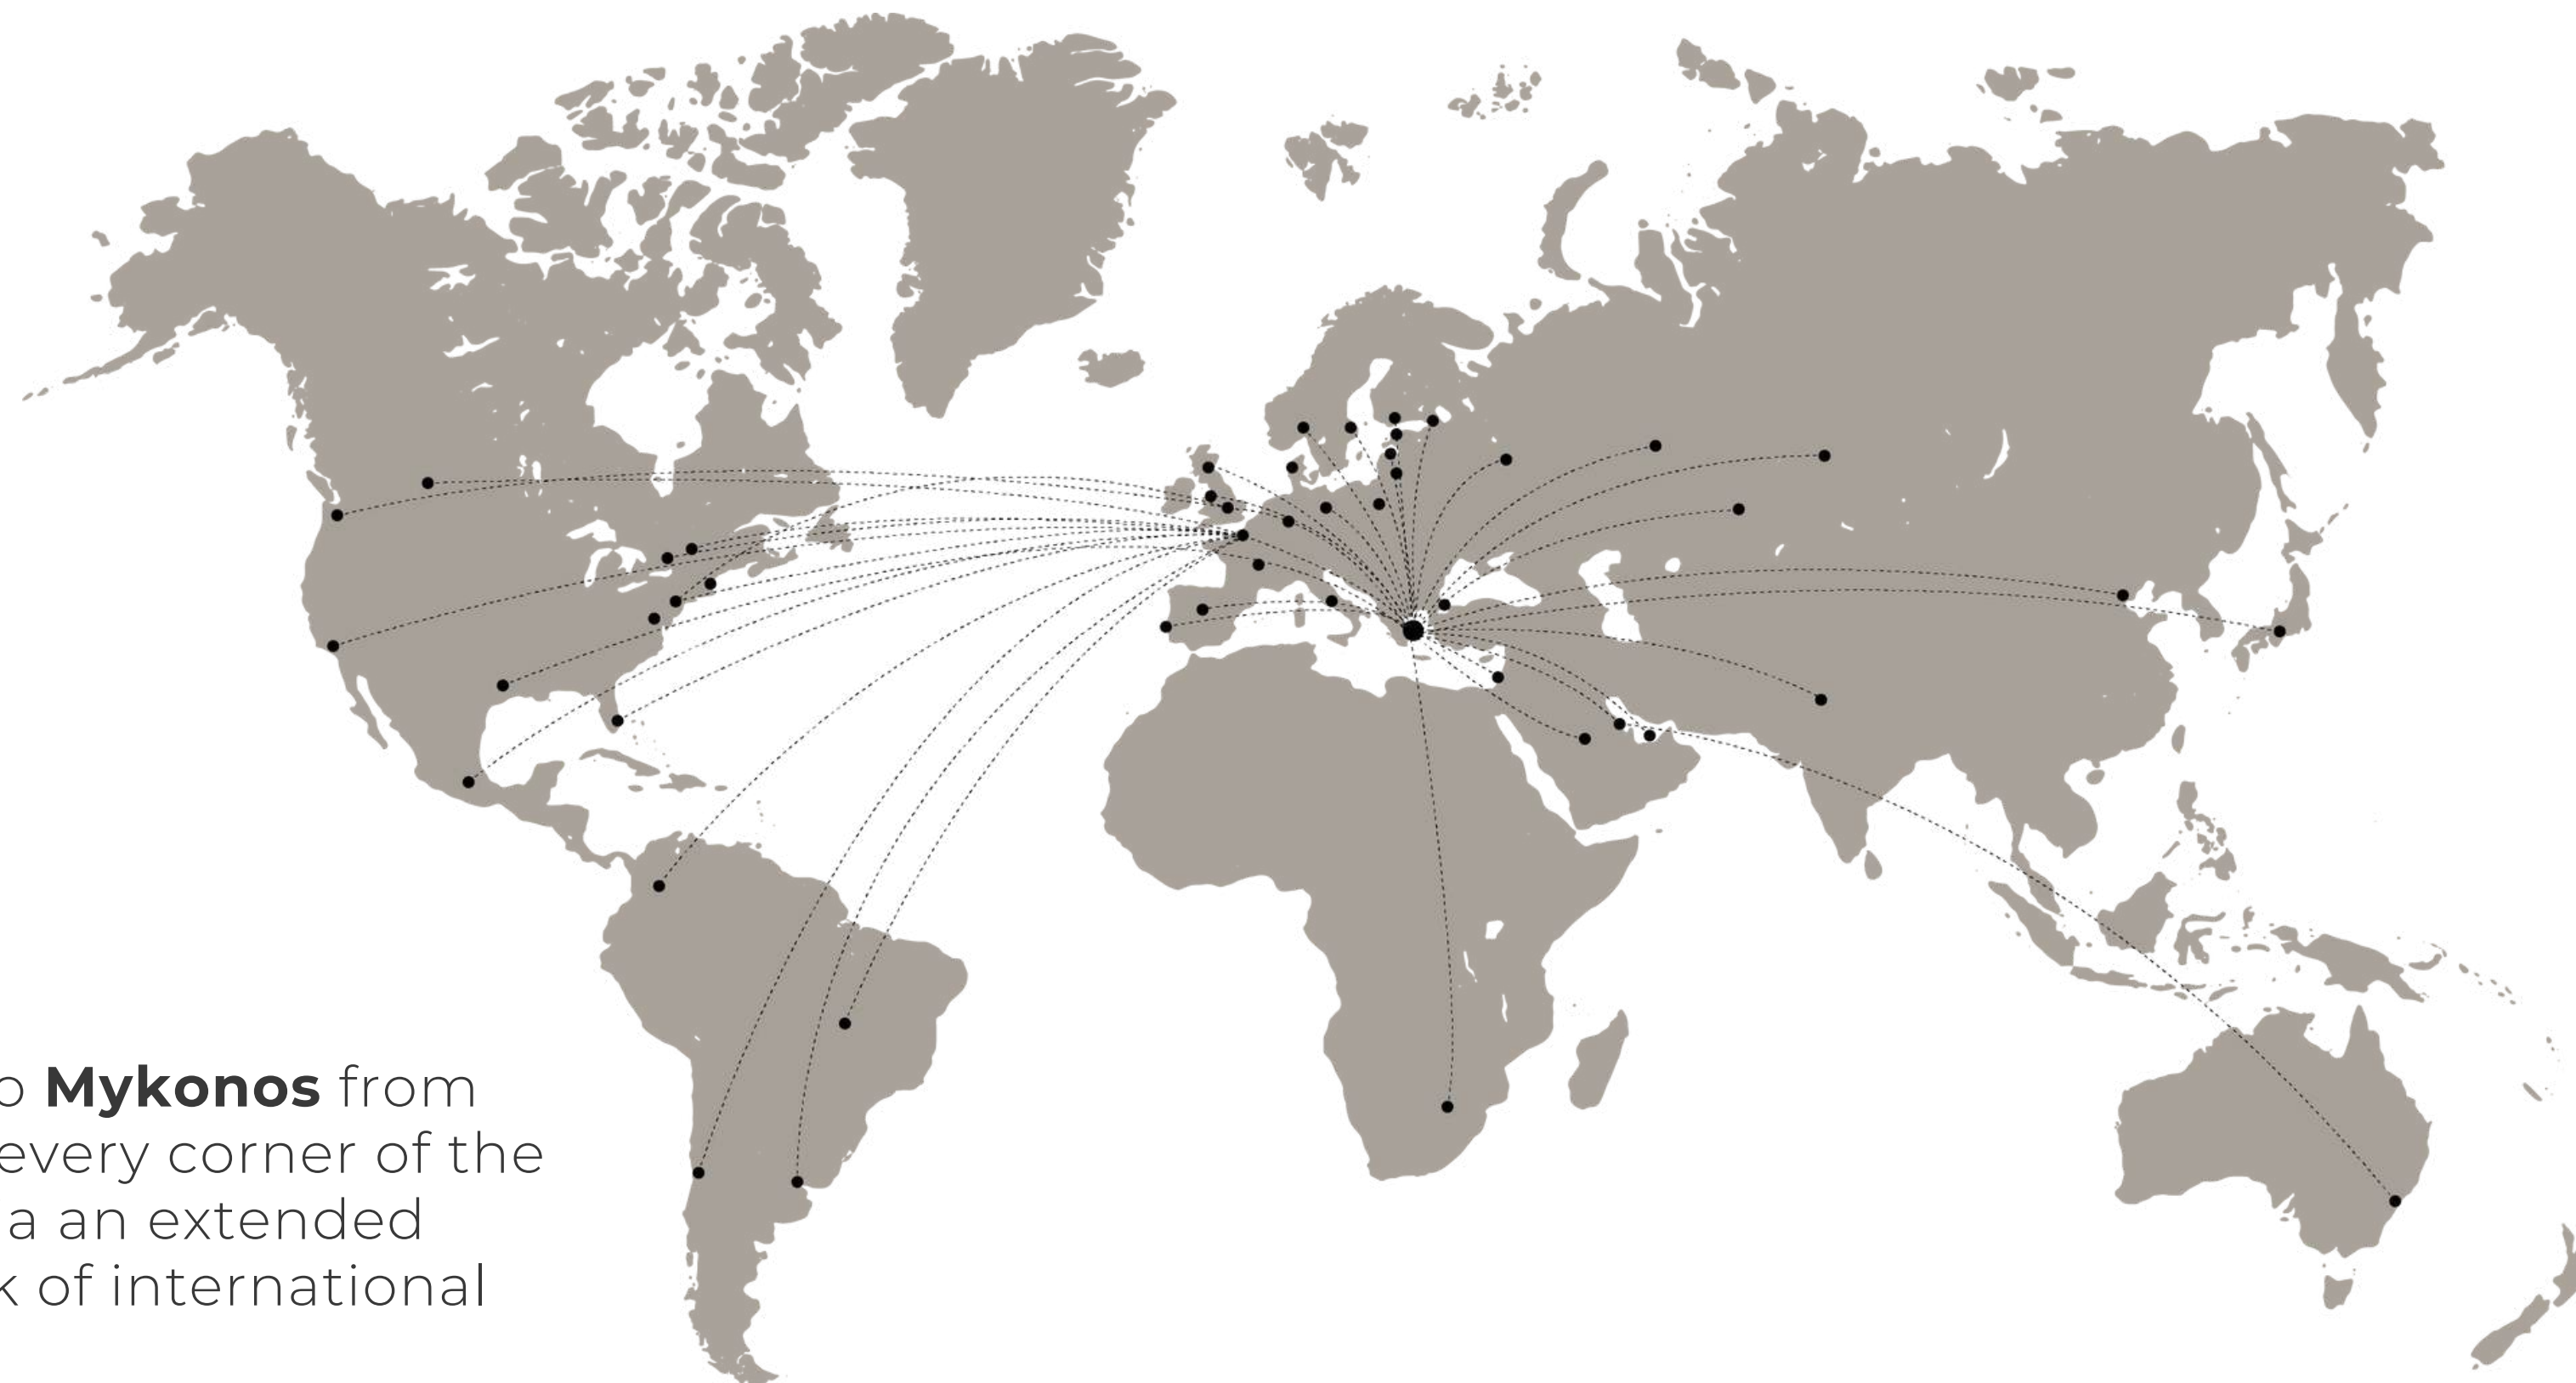 o Mykonos from
every corner of the
a an extended
k of international